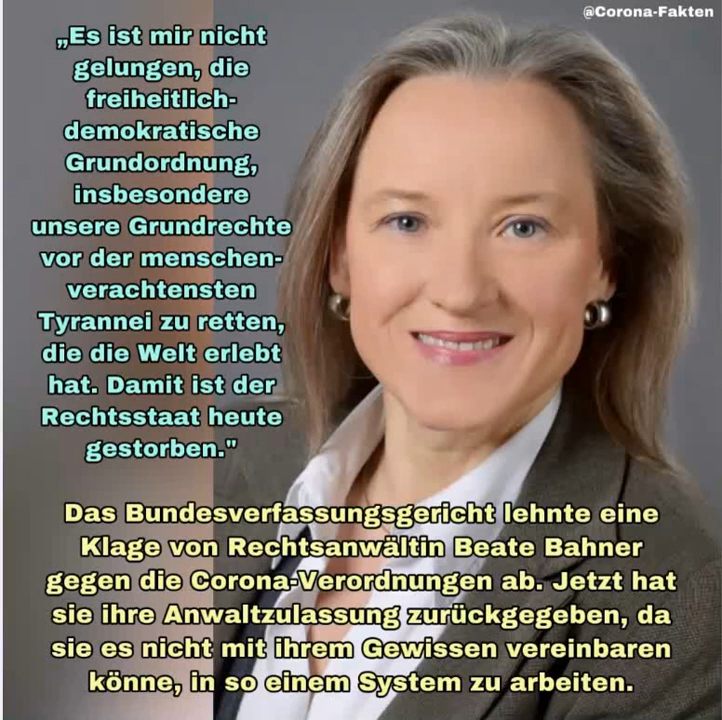 @Corona-Fakten
„Es ist mir nicht
gelungen, die
freiheitlich-
demokratische
Grundordnung,
insbesondere
unsere Grundrechte
vor der menschen-
verachtensten
Tyrannei zu retten,
die die Welt erlebt
hat. Damit ist der
Rechtsstaat heute
gestorben."
Das Bundesverfassungsgericht lehnte eine
Klage von Rechtsanwältin Beate Bahner
gegen die Corona-Verordnungen ab. Jetzt hat
sie ihre Anwaltzulassung zurückgegeben, da
sie es nicht mit ihrem Gewissen vereinbaren
könne, in so einem System zu arbeiten.